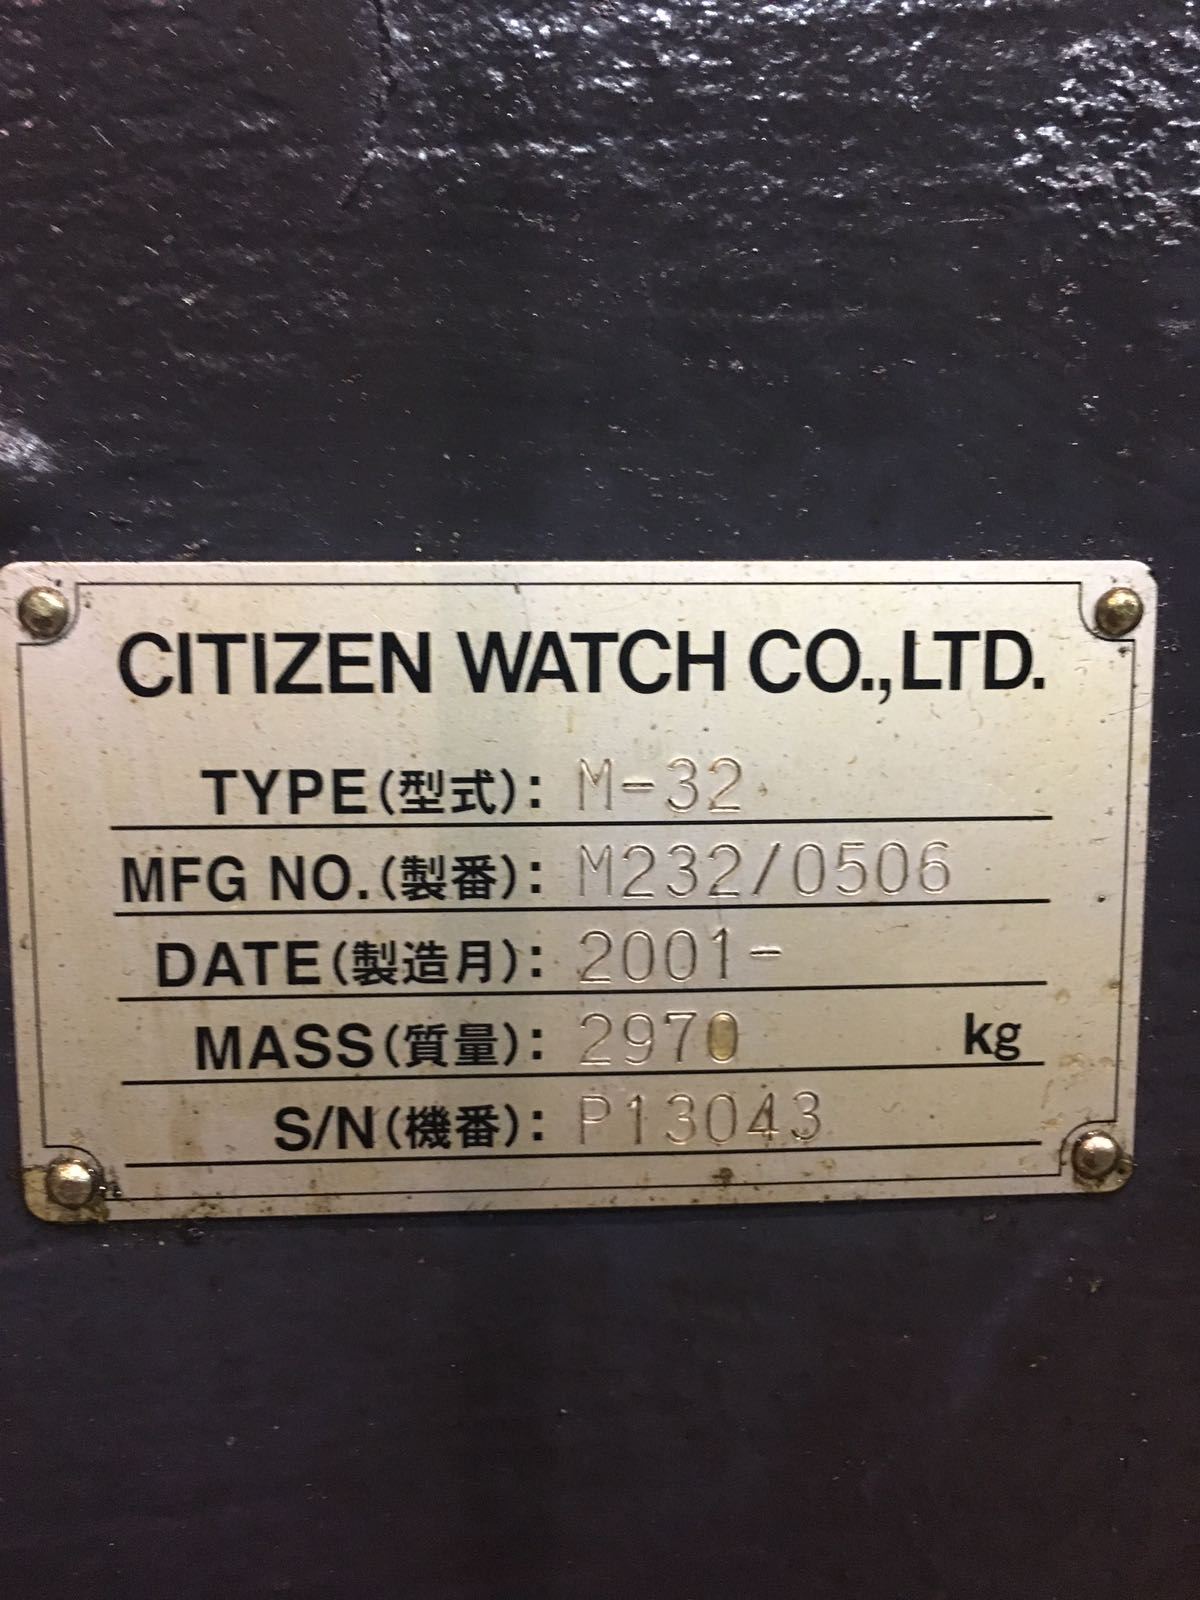 CITIZEN WATCH CO.,LTD.
TYPE(型式): M-32
MFG NO.(製番): M232/0506
DATE(製造月): 2001-
MASS(質量): 2970 kg
S/N(機番): P13043